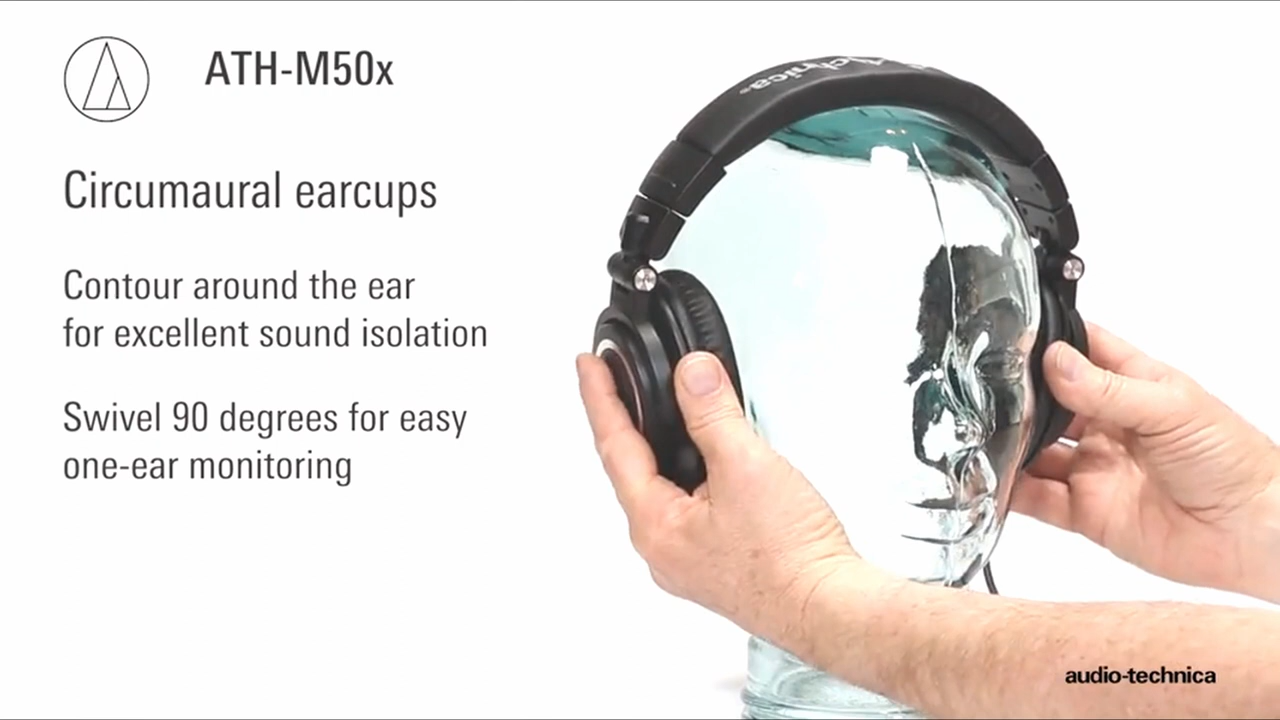 ATH-M50x
Circumaural earcups
Contour around the ear
for excellent sound isolation
Swivel 90 degrees for easy
one-ear monitoring
audio-technica